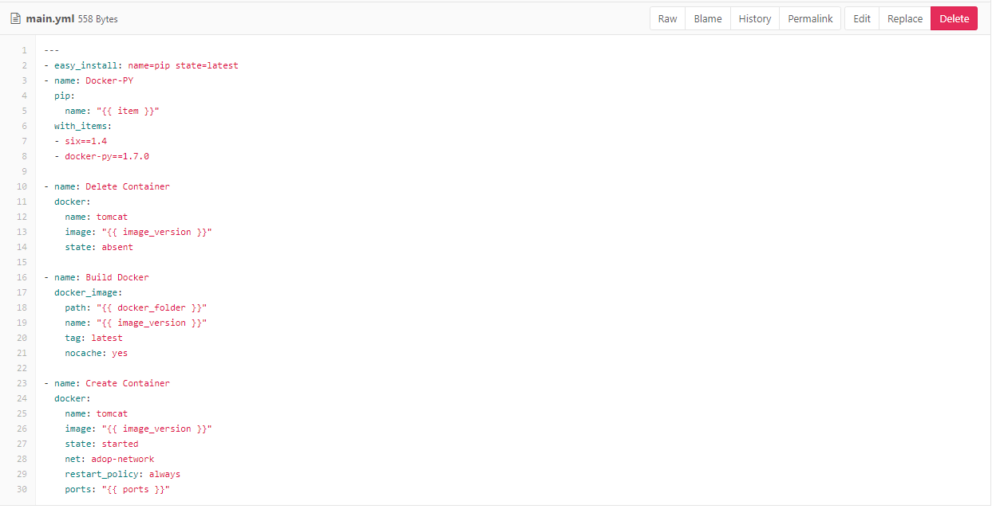 main.yml 558 Bytes Raw Blame History Permalink Edit Replace Delete
1 ---
2 - easy_install: name=pip state=latest
3 - name: Docker-PY
4   pip:
5     name: "{{ item }}"
6   with_items:
7   - six==1.4
8   - docker-py==1.7.0
9
10 - name: Delete Container
11   docker:
12     name: tomcat
13     image: "{{ image_version }}"
14     state: absent
15
16 - name: Build Docker
17   docker_image:
18     path: "{{ docker_folder }}"
19     name: "{{ image_version }}"
20     tag: latest
21     nocache: yes
22
23 - name: Create Container
24   docker:
25     name: tomcat
26     image: "{{ image_version }}"
27     state: started
28     net: adop-network
29     restart_policy: always
30     ports: "{{ ports }}"